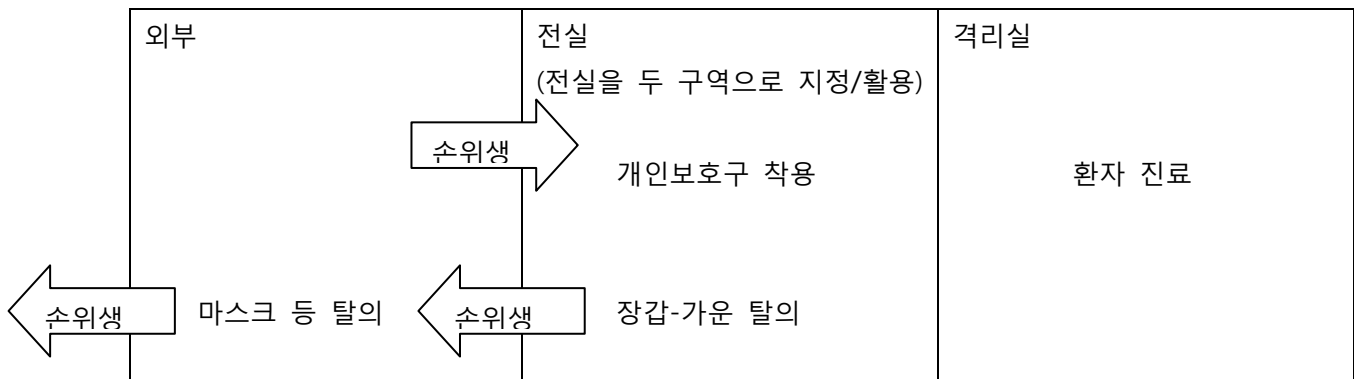 외부
전실
격리실
(전실을 두 구역으로 지정/활용)
손위생
개인보호구 착용
환자 진료
손위생
마스크 등 탈의
손위생
장갑-가운 탈의